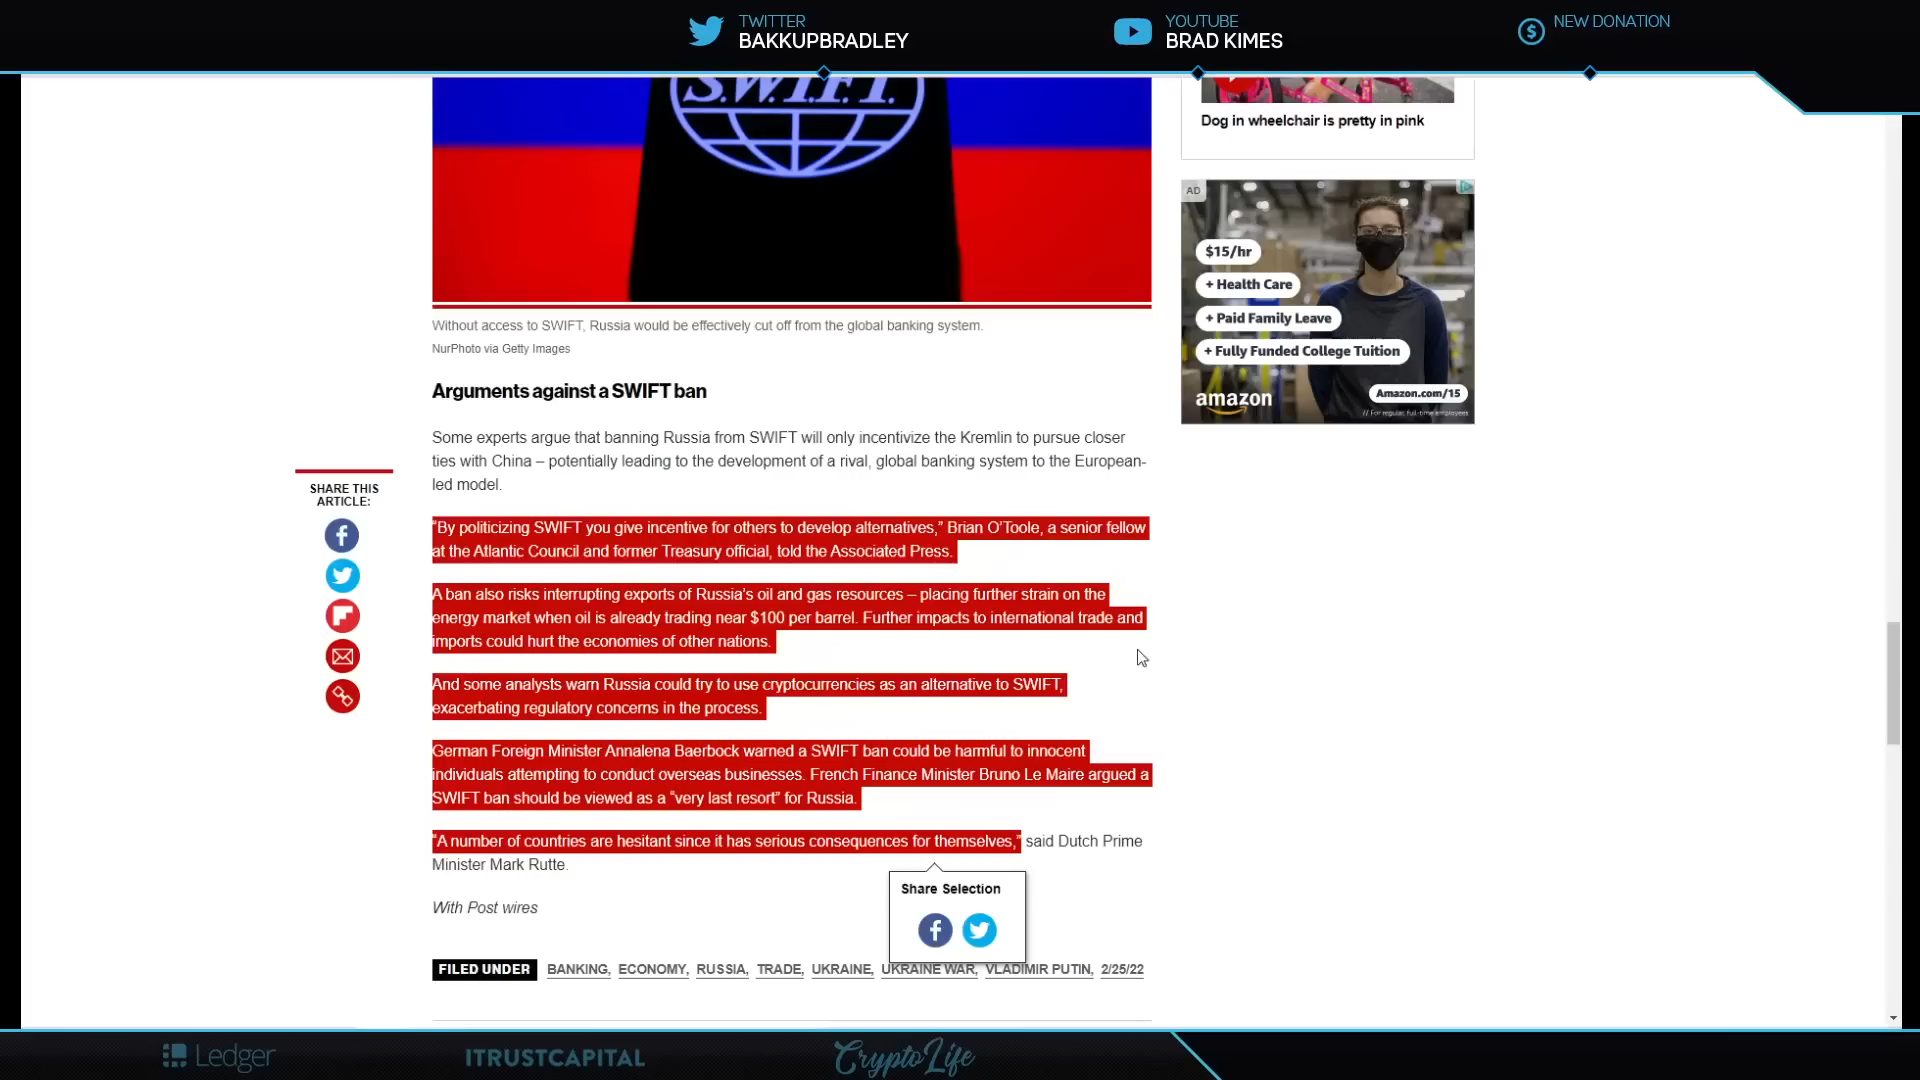 TWITTER
BAKKUPBRADLEY
YOUTUBE
BRAD KIMES
NEW DONATION
S.W.I.F.T.
Dog in wheelchair is pretty in pink
AD
$15/hr
+ Health Care
+ Paid Family Leave
+ Fully Funded College Tuition
amazon
Amazon.com/15
// For regular, full-time employees
Without access to SWIFT, Russia would be effectively cut off from the global banking system.
NurPhoto via Getty Images
Arguments against a SWIFT ban
Some experts argue that banning Russia from SWIFT will only incentivize the Kremlin to pursue closer
ties with China – potentially leading to the development of a rival, global banking system to the European-
led model.
SHARE THIS
ARTICLE:
“By politicizing SWIFT you give incentive for others to develop alternatives,” Brian O’Toole, a senior fellow
at the Atlantic Council and former Treasury official, told the Associated Press.
A ban also risks interrupting exports of Russia’s oil and gas resources – placing further strain on the
energy market when oil is already trading near $100 per barrel. Further impacts to international trade and
imports could hurt the economies of other nations.
And some analysts warn Russia could try to use cryptocurrencies as an alternative to SWIFT,
exacerbating regulatory concerns in the process.
German Foreign Minister Annalena Baerbock warned a SWIFT ban could be harmful to innocent
individuals attempting to conduct overseas businesses. French Finance Minister Bruno Le Maire argued a
SWIFT ban should be viewed as a “very last resort” for Russia.
“A number of countries are hesitant since it has serious consequences for themselves,” said Dutch Prime
Minister Mark Rutte.
Share Selection
With Post wires
FILED UNDER BANKING, ECONOMY, RUSSIA, TRADE, UKRAINE, UKRAINE WAR, VLADIMIR PUTIN, 2/25/22
Ledger
ITRUSTCAPITAL
CryptoLife